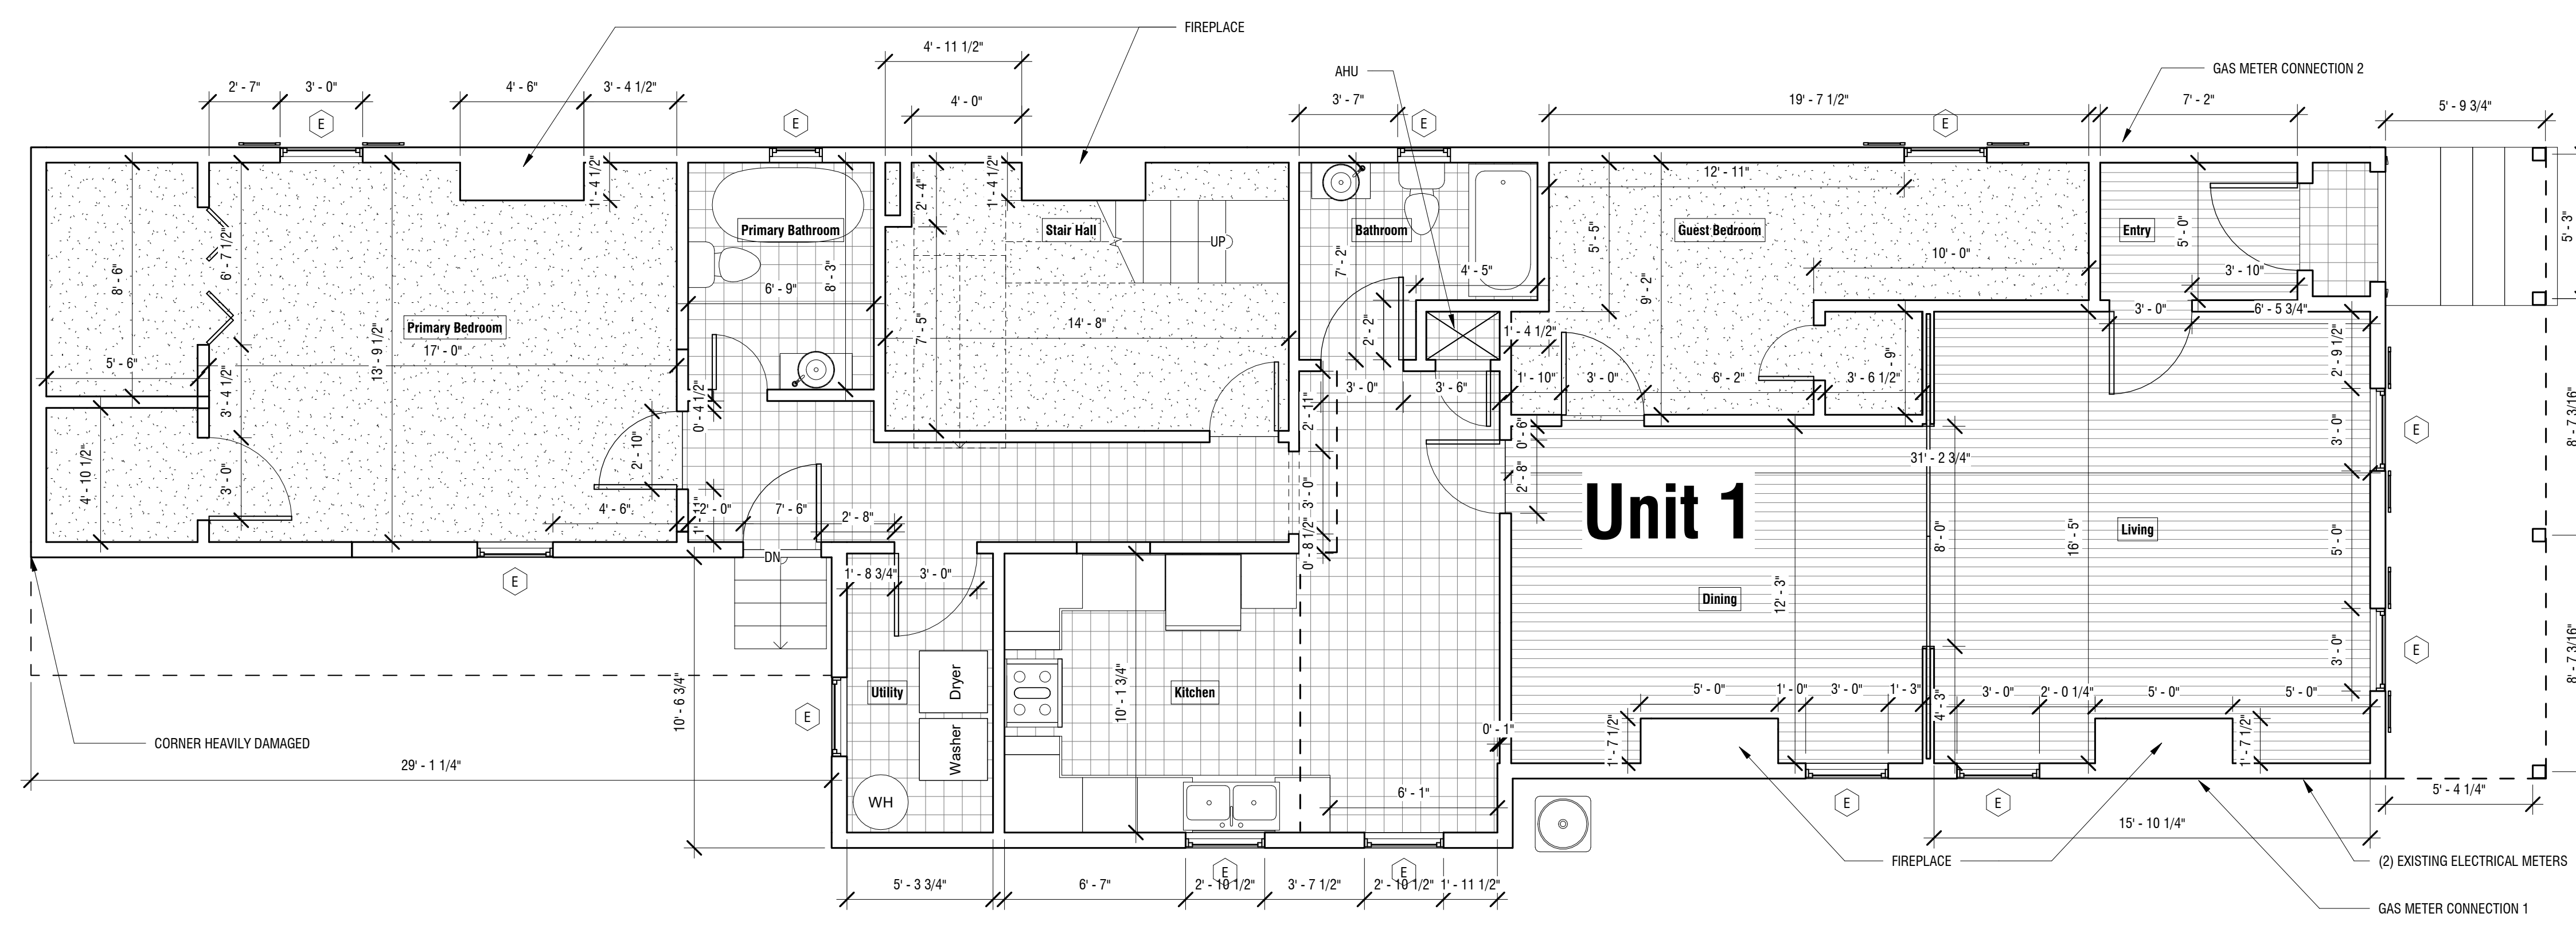 FIREPLACE
4' - 11 1/2"
AHU
GAS METER CONNECTION 2
2' - 7"
3' - 0"
4' - 6"
3' - 4 1/2"
4' - 0"
3' - 7"
19' - 7 1/2"
7' - 2"
5' - 9 3/4"
E
E
E
E
1' - 4 1/2"
2' - 4"
1' - 4 1/2"
12' - 11"
5' - 3"
Primary Bathroom
Stair Hall
UP
Bathroom
Guest Bedroom
Entry
6' - 7 1/2"
5' - 5"
5' - 0"
10' - 0"
8' - 6"
8' - 3"
7' - 2"
4' - 5"
3' - 10"
6' - 9"
9' - 2"
3' - 0"
6' - 5 3/4"
Primary Bedroom
17' - 0"
13' - 9 1/2"
7' - 5"
14' - 8"
2' - 2"
1' - 4 1/2"
2' - 9 1/2"
5' - 6"
3' - 4 1/2"
0' - 4 1/2"
3' - 0"
3' - 6"
1' - 10"
3' - 0"
6' - 2"
3' - 6 1/2"
2' - 11"
8' - 7 3/16"
0' - 6"
3' - 0"
E
2' - 10"
31' - 2 3/4"
4' - 10 1/2"
3' - 0"
2' - 8"
3' - 0"
Unit 1
4' - 6"
1' - 11"
2' - 0"
7' - 6"
2' - 8"
0' - 8 1/2"
8' - 0"
16' - 5"
Living
5' - 0"
DN
E
1' - 8 3/4"
3' - 0"
Dining
12' - 3"
3' - 0"
E
8' - 7 3/16"
Utility
Dryer
Kitchen
10' - 1 3/4"
10' - 6 3/4"
5' - 0"
1' - 0"
3' - 0"
1' - 3"
4' - 3"
3' - 0"
2' - 0 1/4"
5' - 0"
5' - 0"
E
0' - 1"
1' - 7 1/2"
1' - 7 1/2"
CORNER HEAVILY DAMAGED
Washer
29' - 1 1/4"
WH
6' - 1"
E
E
5' - 4 1/4"
15' - 10 1/4"
FIREPLACE
(2) EXISTING ELECTRICAL METERS
E
E
5' - 3 3/4"
6' - 7"
2' - 10 1/2"
3' - 7 1/2"
2' - 10 1/2"
1' - 11 1/2"
GAS METER CONNECTION 1